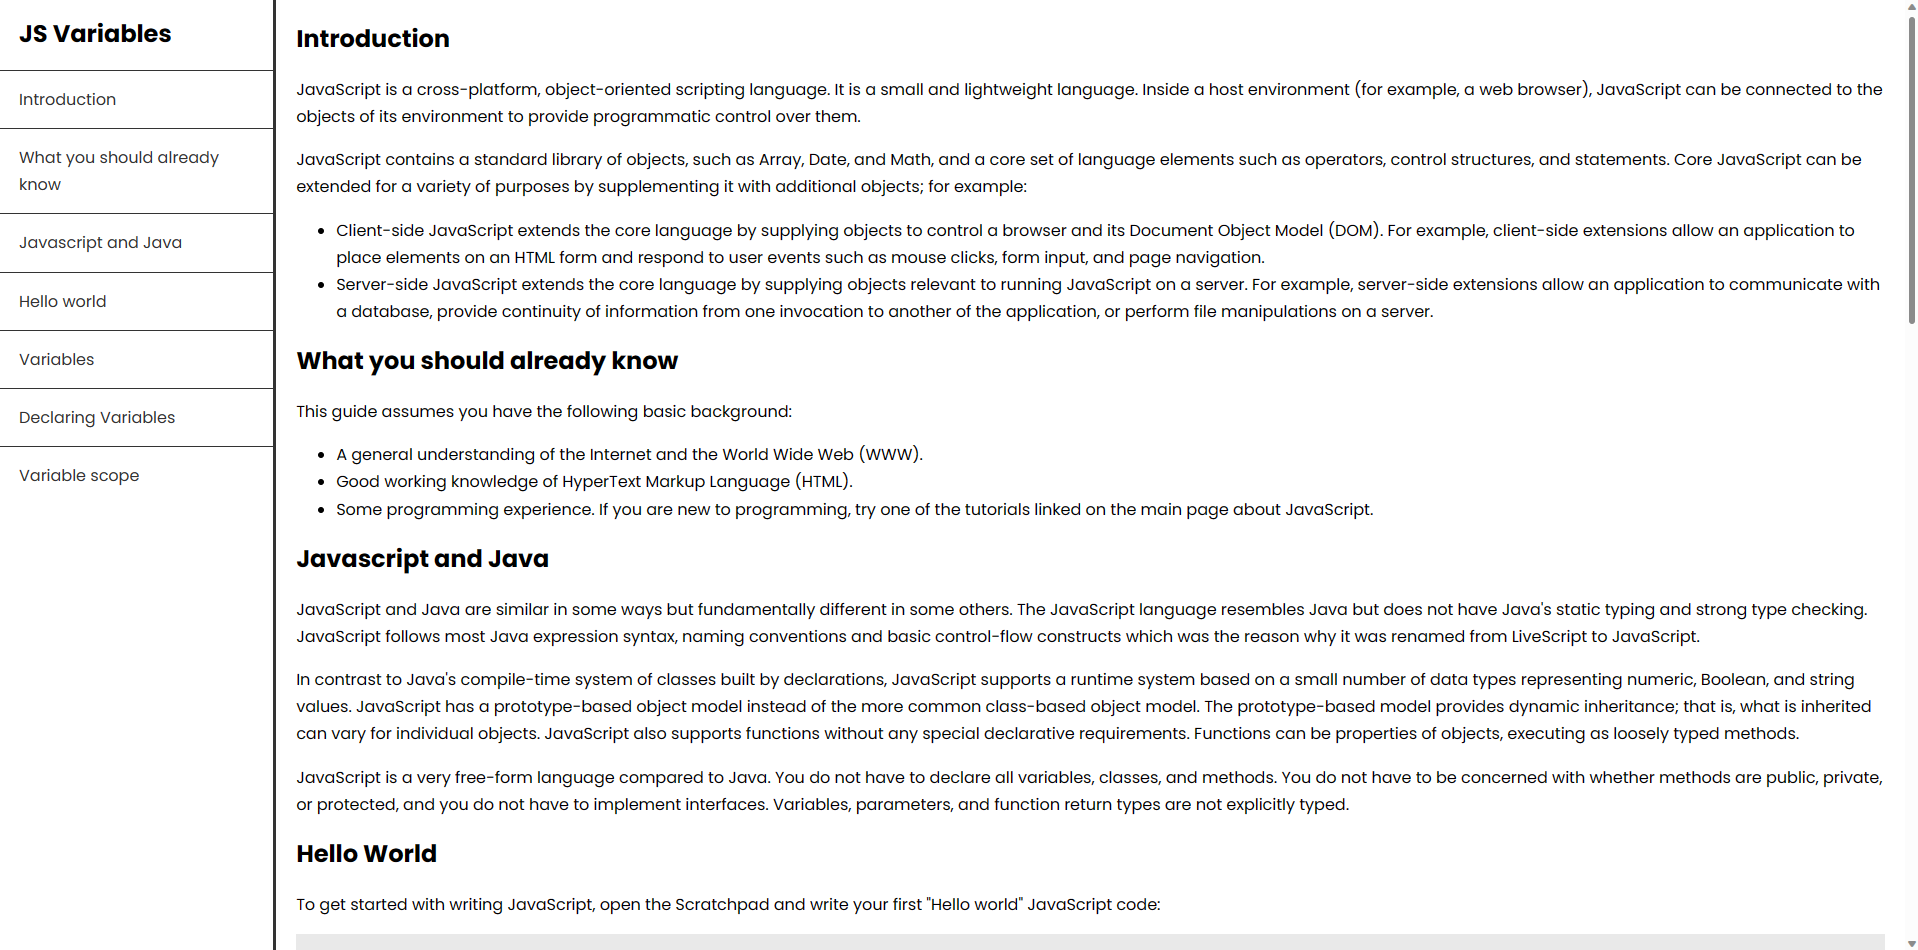 JS Variables
Introduction
What you should already
know
Javascript and Java
Hello world
Variables
Declaring Variables
Variable scope
Introduction
JavaScript is a cross-platform, object-oriented scripting language. It is a small and lightweight language. Inside a host environment (for example, a web browser), JavaScript can be connected to the
objects of its environment to provide programmatic control over them.
JavaScript contains a standard library of objects, such as Array, Date, and Math, and a core set of language elements such as operators, control structures, and statements. Core JavaScript can be
extended for a variety of purposes by supplementing it with additional objects; for example:
• Client-side JavaScript extends the core language by supplying objects to control a browser and its Document Object Model (DOM). For example, client-side extensions allow an application to
place elements on an HTML form and respond to user events such as mouse clicks, form input, and page navigation.
• Server-side JavaScript extends the core language by supplying objects relevant to running JavaScript on a server. For example, server-side extensions allow an application to communicate with
a database, provide continuity of information from one invocation to another of the application, or perform file manipulations on a server.
What you should already know
This guide assumes you have the following basic background:
• A general understanding of the Internet and the World Wide Web (WWW).
• Good working knowledge of HyperText Markup Language (HTML).
• Some programming experience. If you are new to programming, try one of the tutorials linked on the main page about JavaScript.
Javascript and Java
JavaScript and Java are similar in some ways but fundamentally different in some others. The JavaScript language resembles Java but does not have Java's static typing and strong type checking.
JavaScript follows most Java expression syntax, naming conventions and basic control-flow constructs which was the reason why it was renamed from LiveScript to JavaScript.
In contrast to Java's compile-time system of classes built by declarations, JavaScript supports a runtime system based on a small number of data types representing numeric, Boolean, and string
values. JavaScript has a prototype-based object model instead of the more common class-based object model. The prototype-based model provides dynamic inheritance; that is, what is inherited
can vary for individual objects. JavaScript also supports functions without any special declarative requirements. Functions can be properties of objects, executing as loosely typed methods.
JavaScript is a very free-form language compared to Java. You do not have to declare all variables, classes, and methods. You do not have to be concerned with whether methods are public, private,
or protected, and you do not have to implement interfaces. Variables, parameters, and function return types are not explicitly typed.
Hello World
To get started with writing JavaScript, open the Scratchpad and write your first "Hello world" JavaScript code: